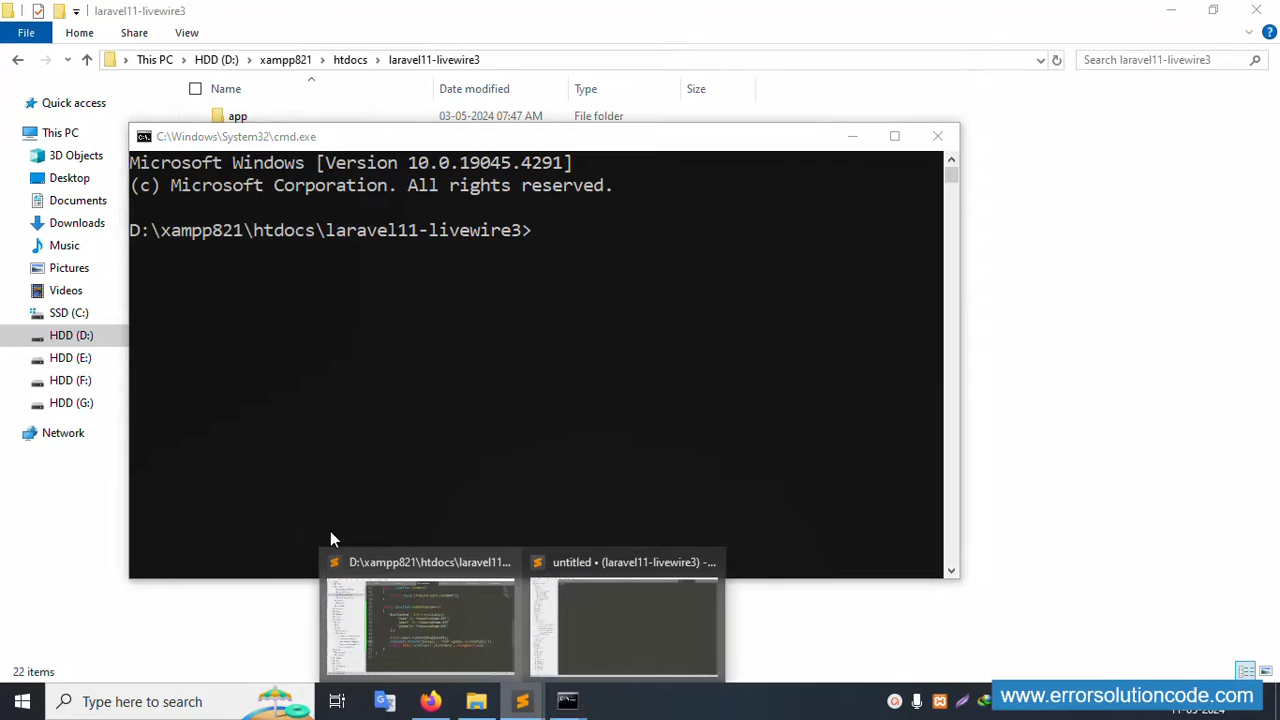 laravel11-livewire3
File Home Share View
This PC HDD (D:) xampp821 htdocs laravel11-livewire3
Search laravel11-livewire3
Name Date modified Type Size
Quick access
app 03-05-2024 07:47 AM File folder
This PC
C:\Windows\System32\cmd.exe
3D Objects
Desktop
Documents
Downloads
Music
Pictures
Videos
SSD (C:)
HDD (D:)
HDD (E:)
HDD (F:)
HDD (G:)
Network
Microsoft Windows [Version 10.0.19045.4291]
(c) Microsoft Corporation. All rights reserved.
D:\xampp821\htdocs\laravel11-livewire3>
D:\xampp821\htdocs\laravel11...
untitled • (laravel11-livewire3) -...
22 items
Type here to search
www.errorsolutioncode.com